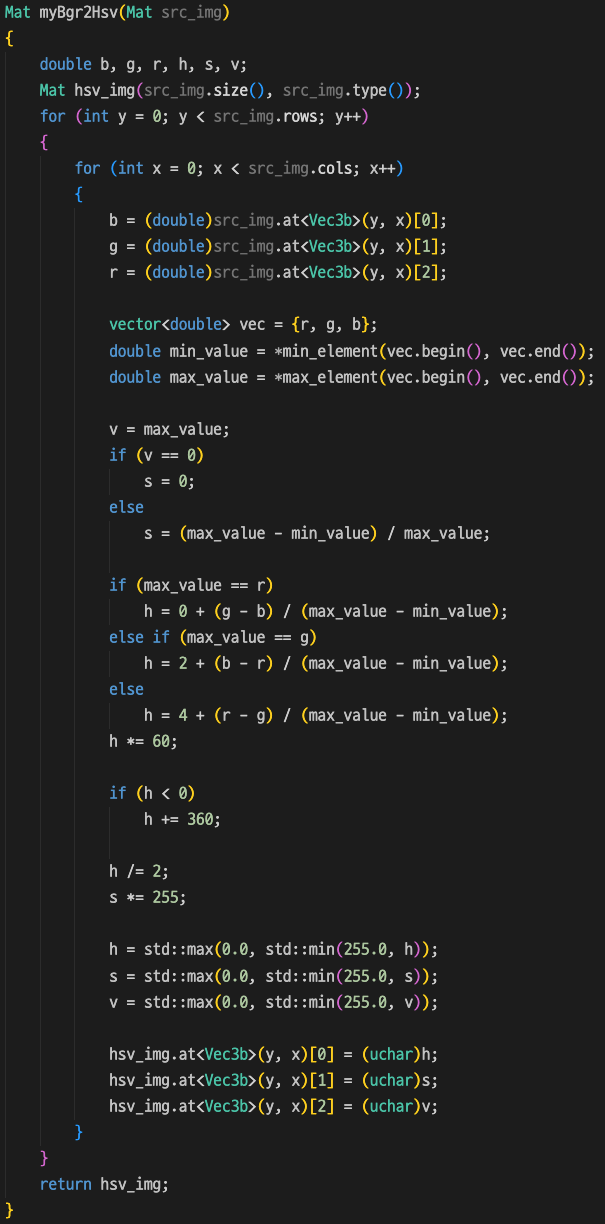 Mat myBgr2Hsv(Mat src_img)
{
    double b, g, r, h, s, v;
    Mat hsv_img(src_img.size(), src_img.type());
    for (int y = 0; y < src_img.rows; y++)
    {
        for (int x = 0; x < src_img.cols; x++)
        {
            b = (double)src_img.at<Vec3b>(y, x)[0];
            g = (double)src_img.at<Vec3b>(y, x)[1];
            r = (double)src_img.at<Vec3b>(y, x)[2];

            vector<double> vec = {r, g, b};
            double min_value = *min_element(vec.begin(), vec.end());
            double max_value = *max_element(vec.begin(), vec.end());

            v = max_value;
            if (v == 0)
                s = 0;
            else
                s = (max_value - min_value) / max_value;

            if (max_value == r)
                h = 0 + (g - b) / (max_value - min_value);
            else if (max_value == g)
                h = 2 + (b - r) / (max_value - min_value);
            else
                h = 4 + (r - g) / (max_value - min_value);
            h *= 60;

            if (h < 0)
                h += 360;

            h /= 2;
            s *= 255;

            h = std::max(0.0, std::min(255.0, h));
            s = std::max(0.0, std::min(255.0, s));
            v = std::max(0.0, std::min(255.0, v));

            hsv_img.at<Vec3b>(y, x)[0] = (uchar)h;
            hsv_img.at<Vec3b>(y, x)[1] = (uchar)s;
            hsv_img.at<Vec3b>(y, x)[2] = (uchar)v;
        }
    }
    return hsv_img;
}